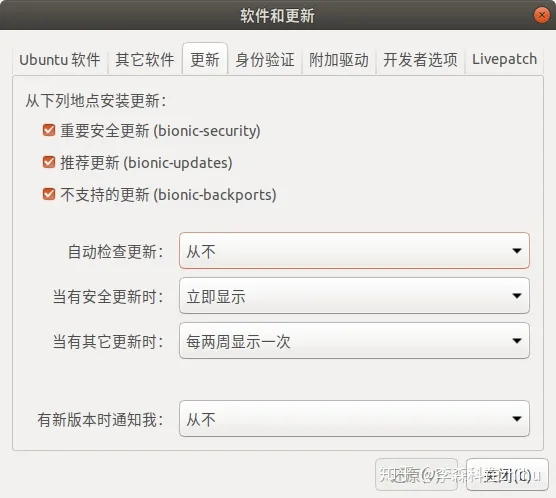 软件和更新
Ubuntu 软件 其它软件 更新 身份验证 附加驱动 开发者选项 Livepatch
从下列地点安装更新：
重要安全更新 (bionic-security)
推荐更新 (bionic-updates)
不支持的更新 (bionic-backports)
自动检查更新： 从不
当有安全更新时： 立即显示
当有其它更新时： 每两周显示一次
有新版本时通知我： 从不
还原(V) 关闭(C)
知乎